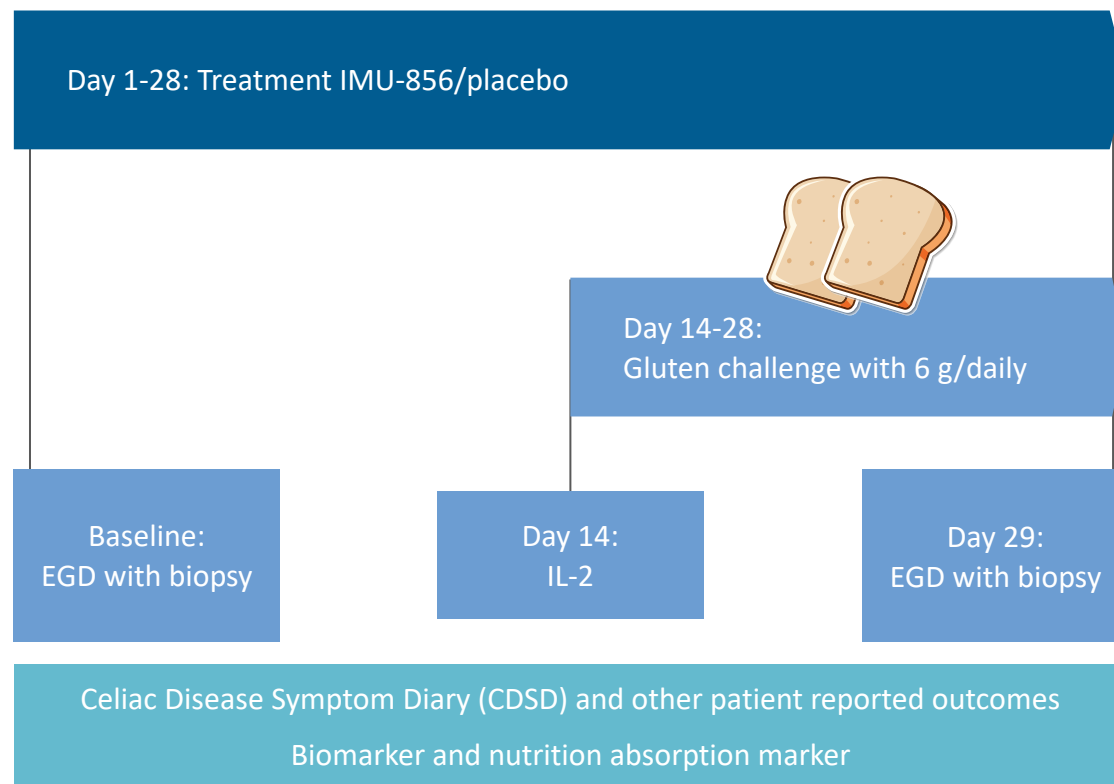 Day 1-28: Treatment IMU-856/placebo
Day 14-28:
Gluten challenge with 6 g/daily
Baseline:
EGD with biopsy
Day 14:
IL-2
Day 29:
EGD with biopsy
Celiac Disease Symptom Diary (CDSD) and other patient reported outcomes
Biomarker and nutrition absorption marker